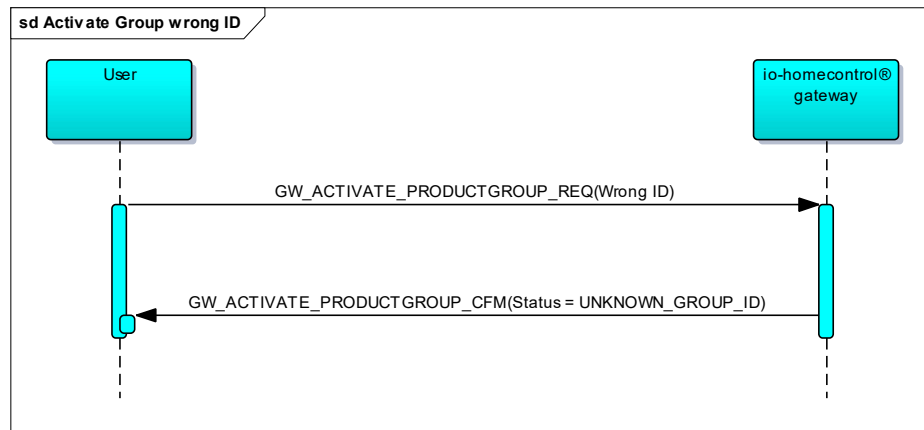 sd Activate Group wrong ID
User
io-homecontrol®
gateway
GW_ACTIVATE_PRODUCTGROUP_REQ(Wrong ID)
GW_ACTIVATE_PRODUCTGROUP_CFM(Status = UNKNOWN_GROUP_ID)